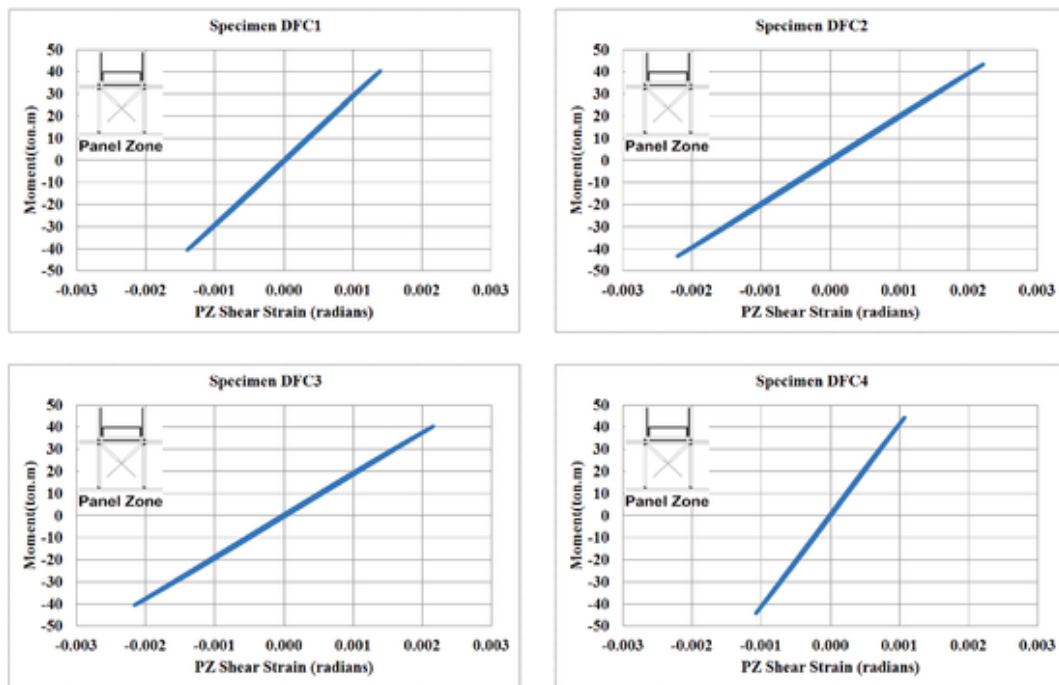 Specimen DFC1
Moment(ton.m)
50
40
30
20
10
0
-10
-20
-30
-40
-50
Panel Zone
-0.003 -0.002 -0.001 0.000 0.001 0.002 0.003
PZ Shear Strain (radians)
Specimen DFC2
Moment(ton.m)
50
40
30
20
10
0
-10
-20
-30
-40
-50
Panel Zone
-0.003 -0.002 -0.001 0.000 0.001 0.002 0.003
PZ Shear Strain (radians)
Specimen DFC3
Moment(ton.m)
50
40
30
20
10
0
-10
-20
-30
-40
-50
Panel Zone
-0.003 -0.002 -0.001 0.000 0.001 0.002 0.003
PZ Shear Strain (radians)
Specimen DFC4
Moment(ton.m)
50
40
30
20
10
0
-10
-20
-30
-40
-50
Panel Zone
-0.003 -0.002 -0.001 0.000 0.001 0.002 0.003
PZ Shear Strain (radians)